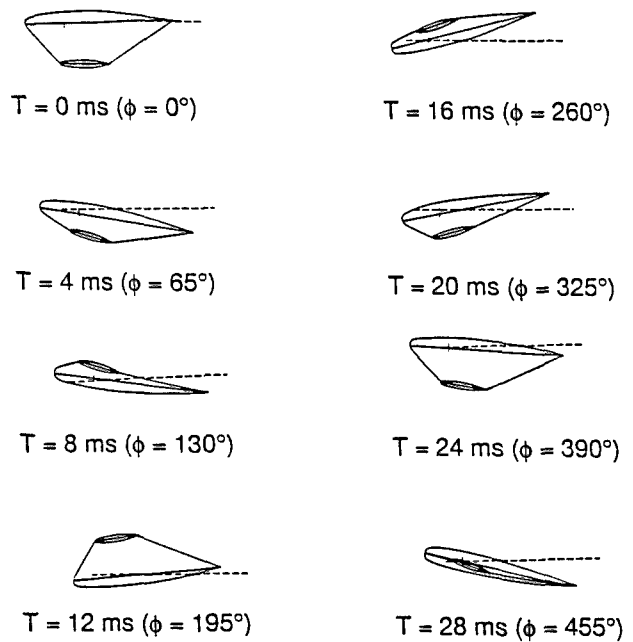 T = 0 ms (ϕ = 0°)
T = 16 ms (ϕ = 260°)
T = 4 ms (ϕ = 65°)
T = 20 ms (ϕ = 325°)
T = 8 ms (ϕ = 130°)
T = 24 ms (ϕ = 390°)
T = 12 ms (ϕ = 195°)
T = 28 ms (ϕ = 455°)